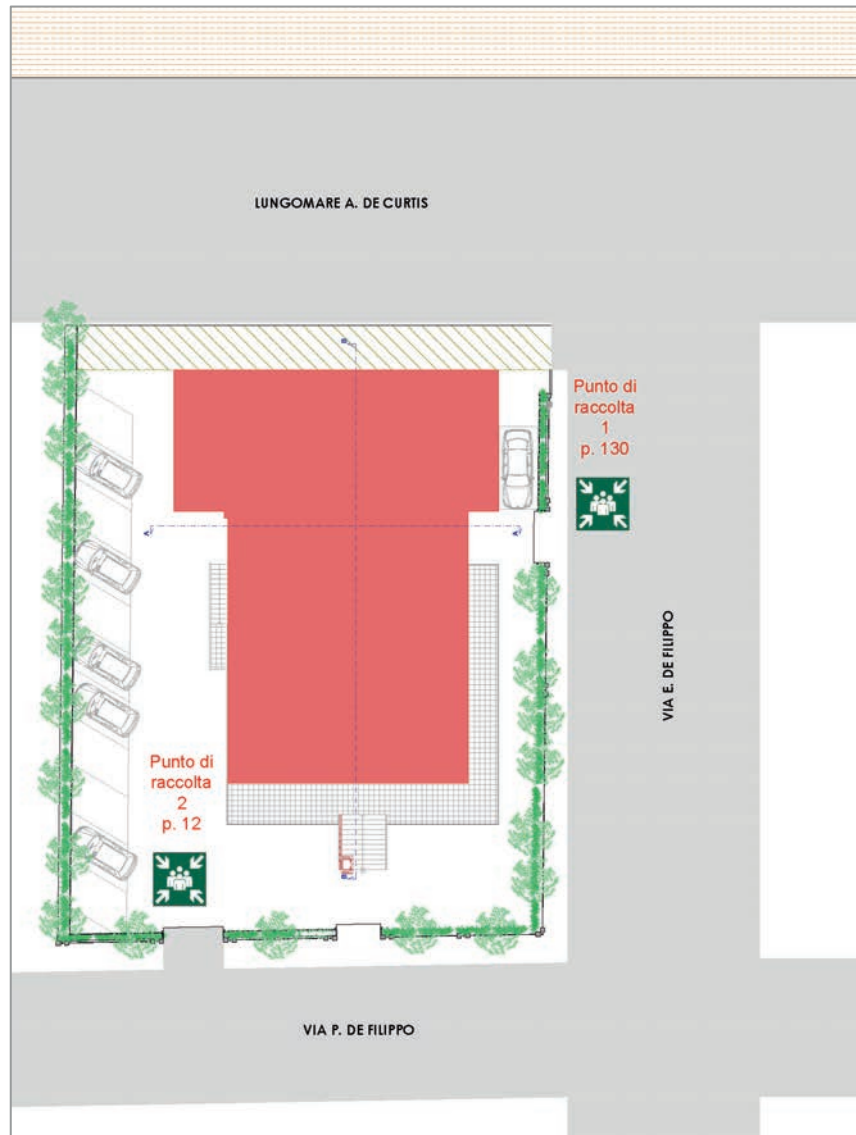 LUNGOMARE A. DE CURTIS
Punto di
raccolta
1
p. 130
A
A
VIA E. DE FILIPPO
Punto di
raccolta
2
p. 12
VIA P. DE FILIPPO